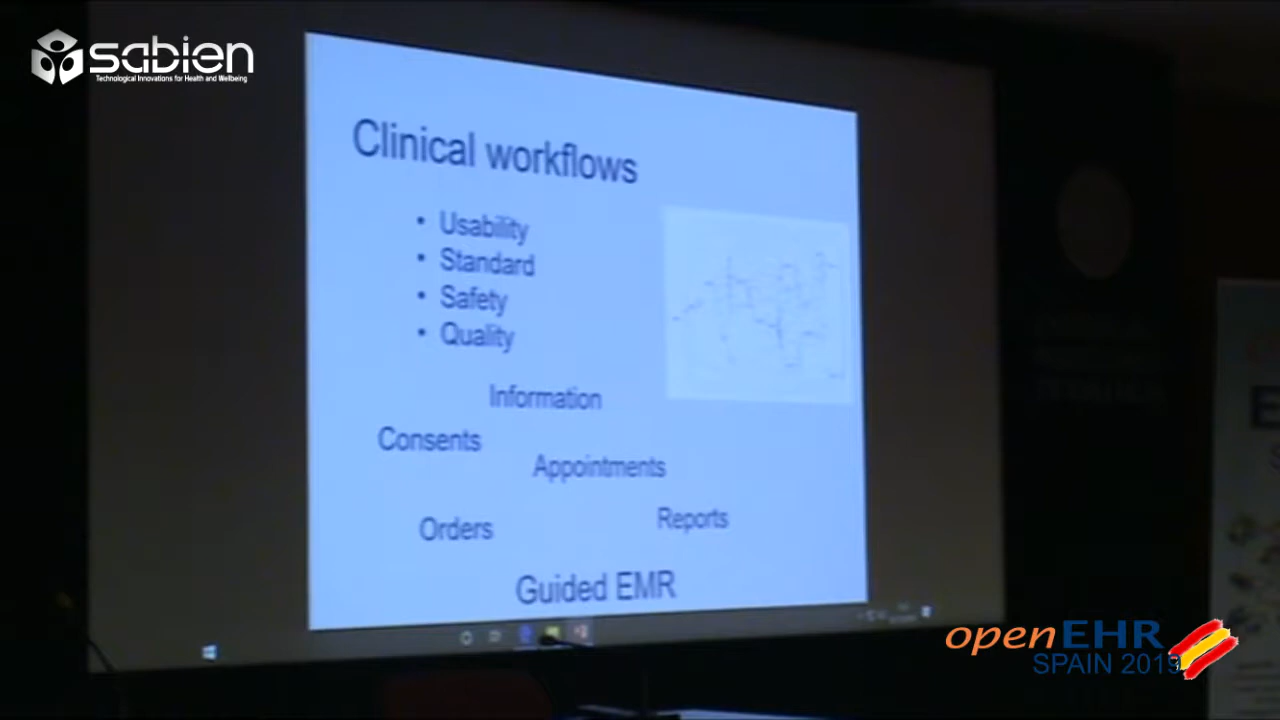 sabien
Technological Innovations for Health and Wellbeing
Clinical workflows
• Usability
• Standard
• Safety
• Quality
Information
Consents
Appointments
Orders
Reports
Guided EMR
openEHR
SPAIN 2019